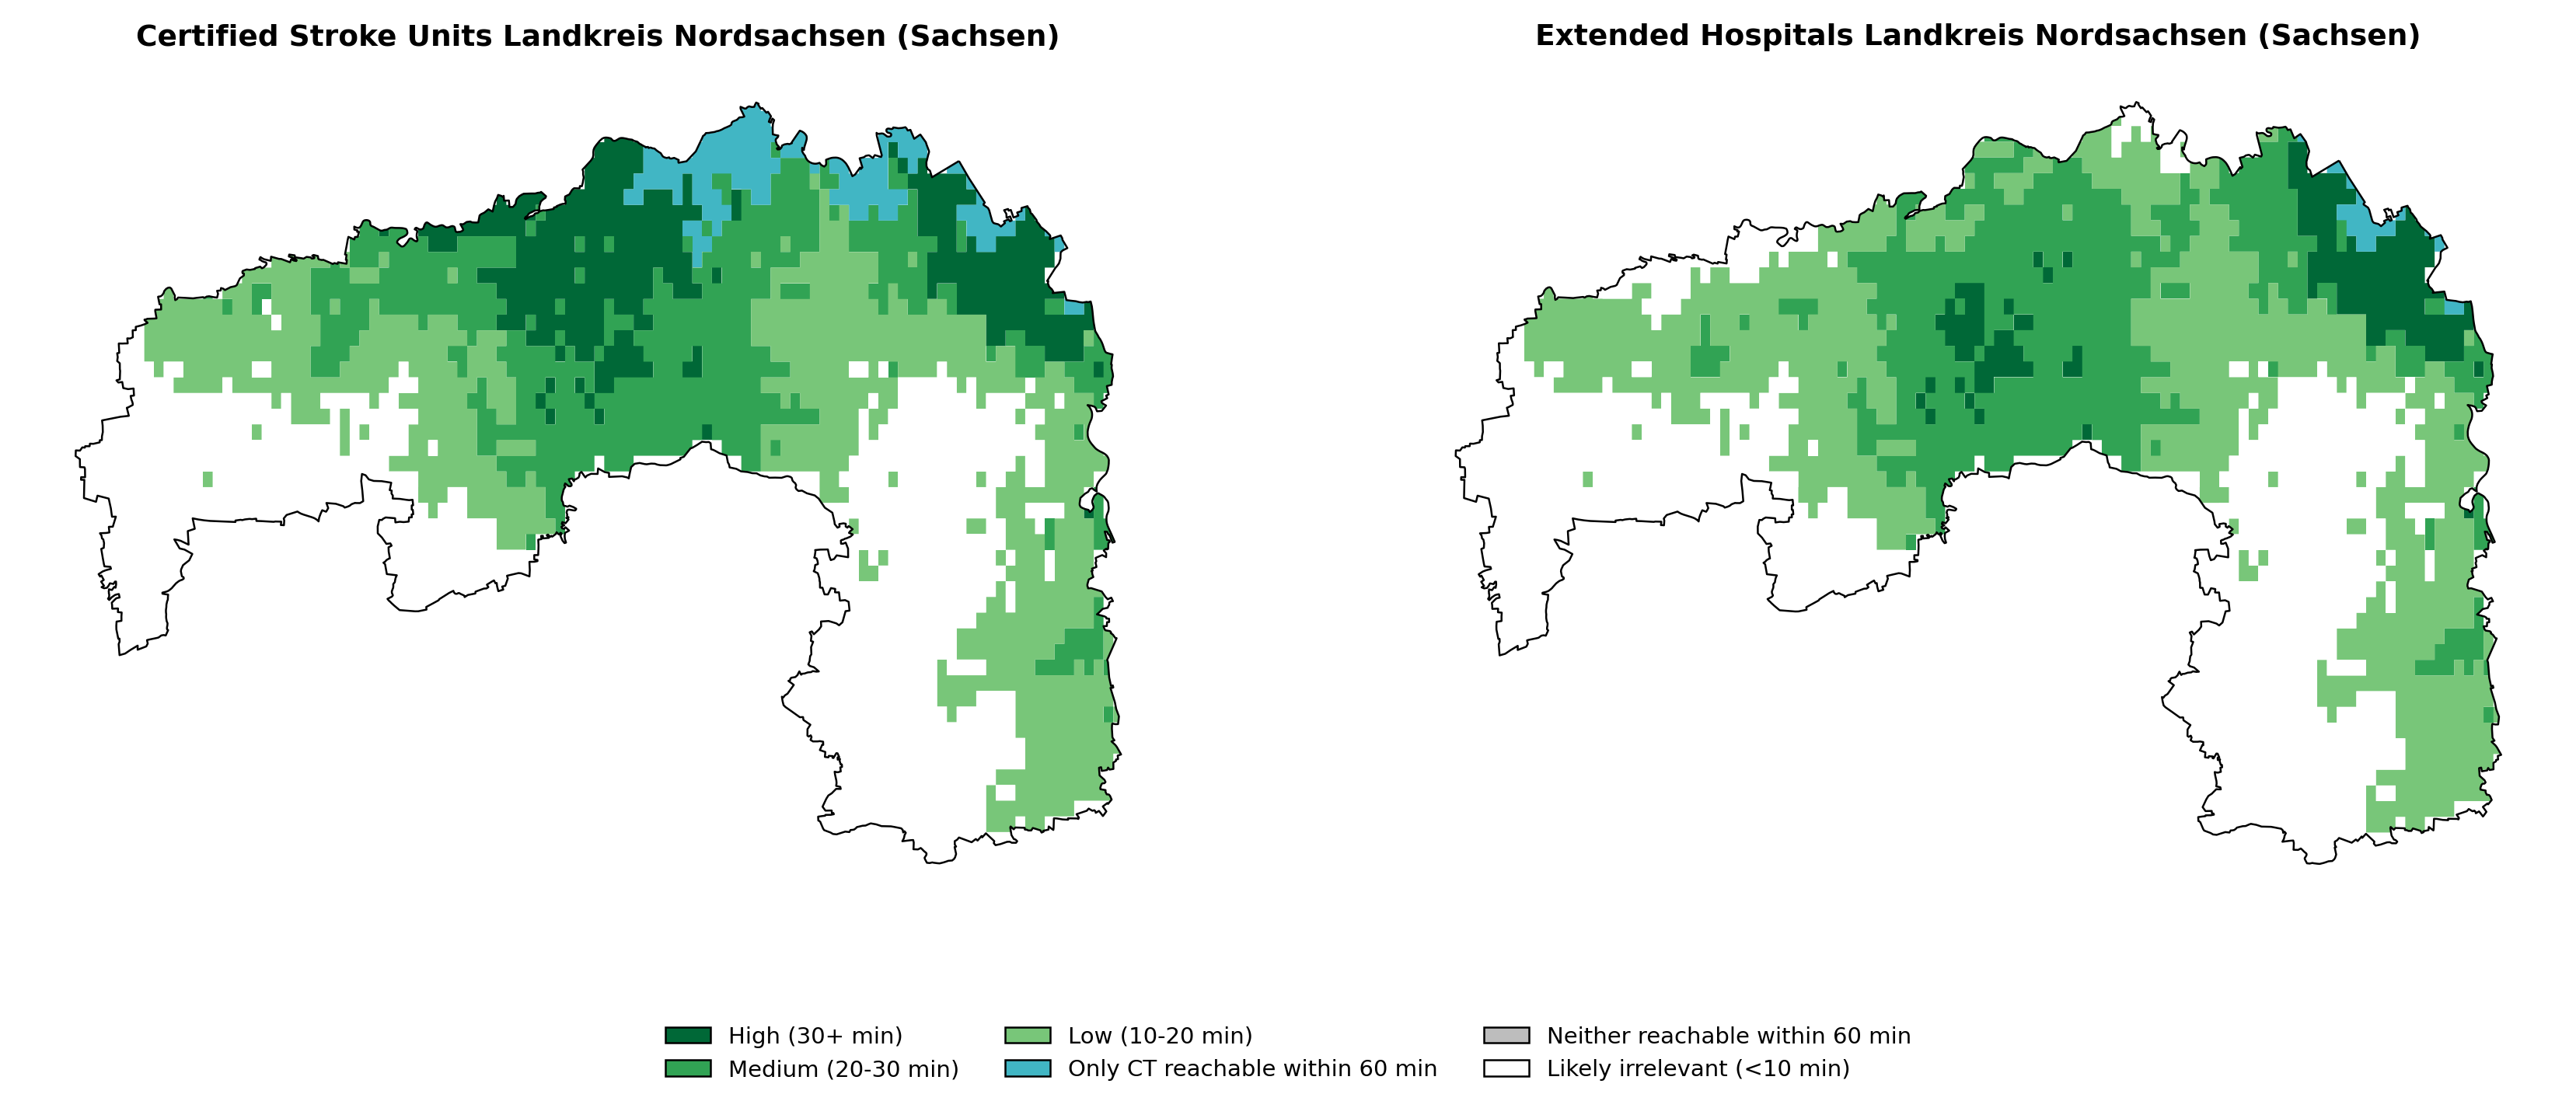 Certified Stroke Units Landkreis Nordsachsen (Sachsen)
Extended Hospitals Landkreis Nordsachsen (Sachsen)
High (30+ min)
Medium (20-30 min)
Low (10-20 min)
Only CT reachable within 60 min
Neither reachable within 60 min
Likely irrelevant (<10 min)